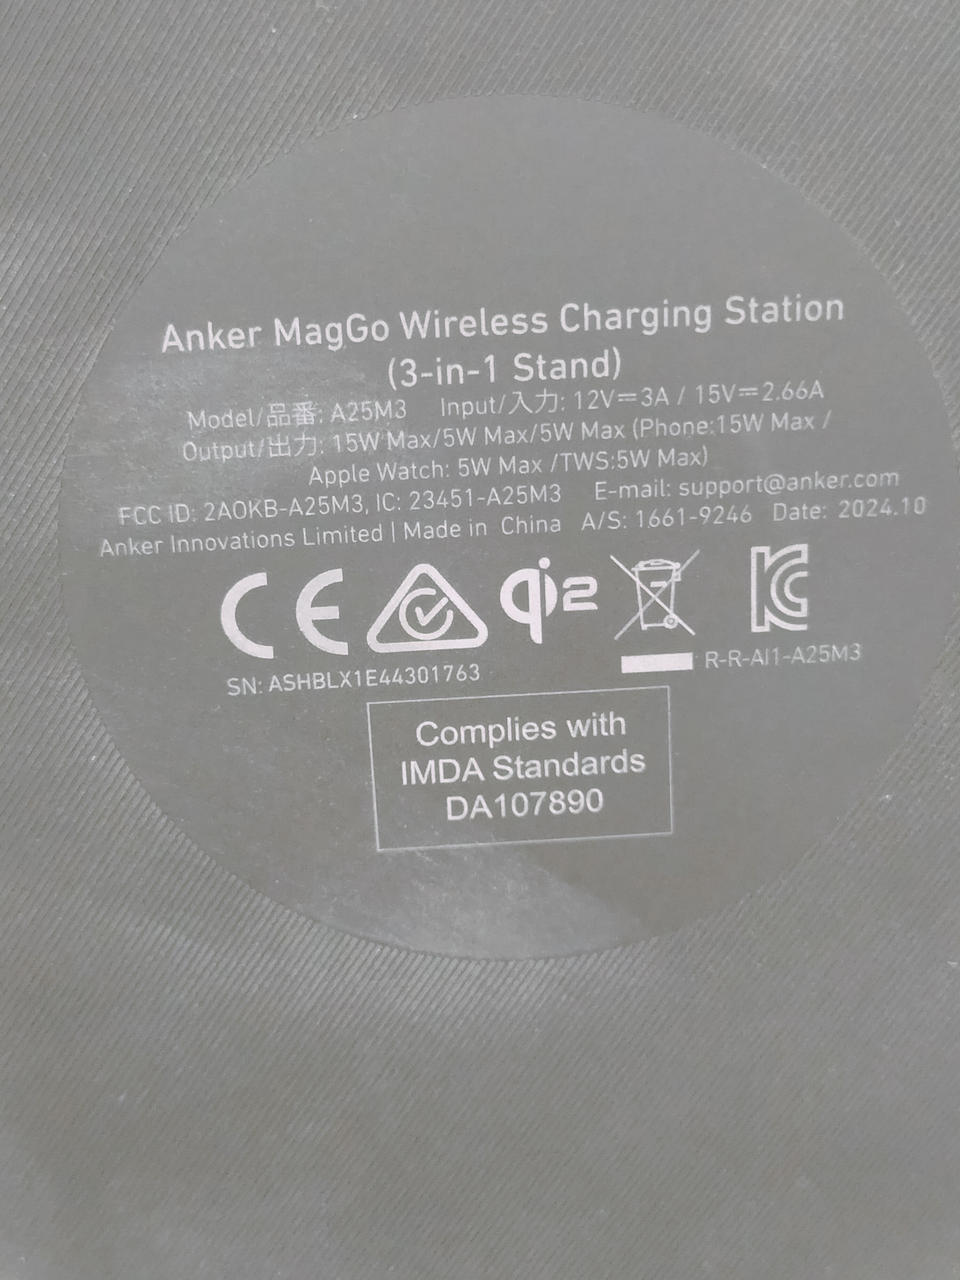 Anker MagGo Wireless Charging Station
(3-in-1 Stand)
Model/品番: A25M3 Input/入力: 12V⎓3A / 15V⎓2.66A
Output/出力: 15W Max/5W Max/5W Max (Phone:15W Max /
Apple Watch: 5W Max /TWS:5W Max)
FCC ID: 2AOKB-A25M3, IC: 23451-A25M3 E-mail: support@anker.com
Anker Innovations Limited | Made in China A/S: 1661-9246 Date: 2024.10
CE qi2 KC
SN: ASHBLX1E44301763 R-R-AI1-A25M3
Complies with
IMDA Standards
DA107890